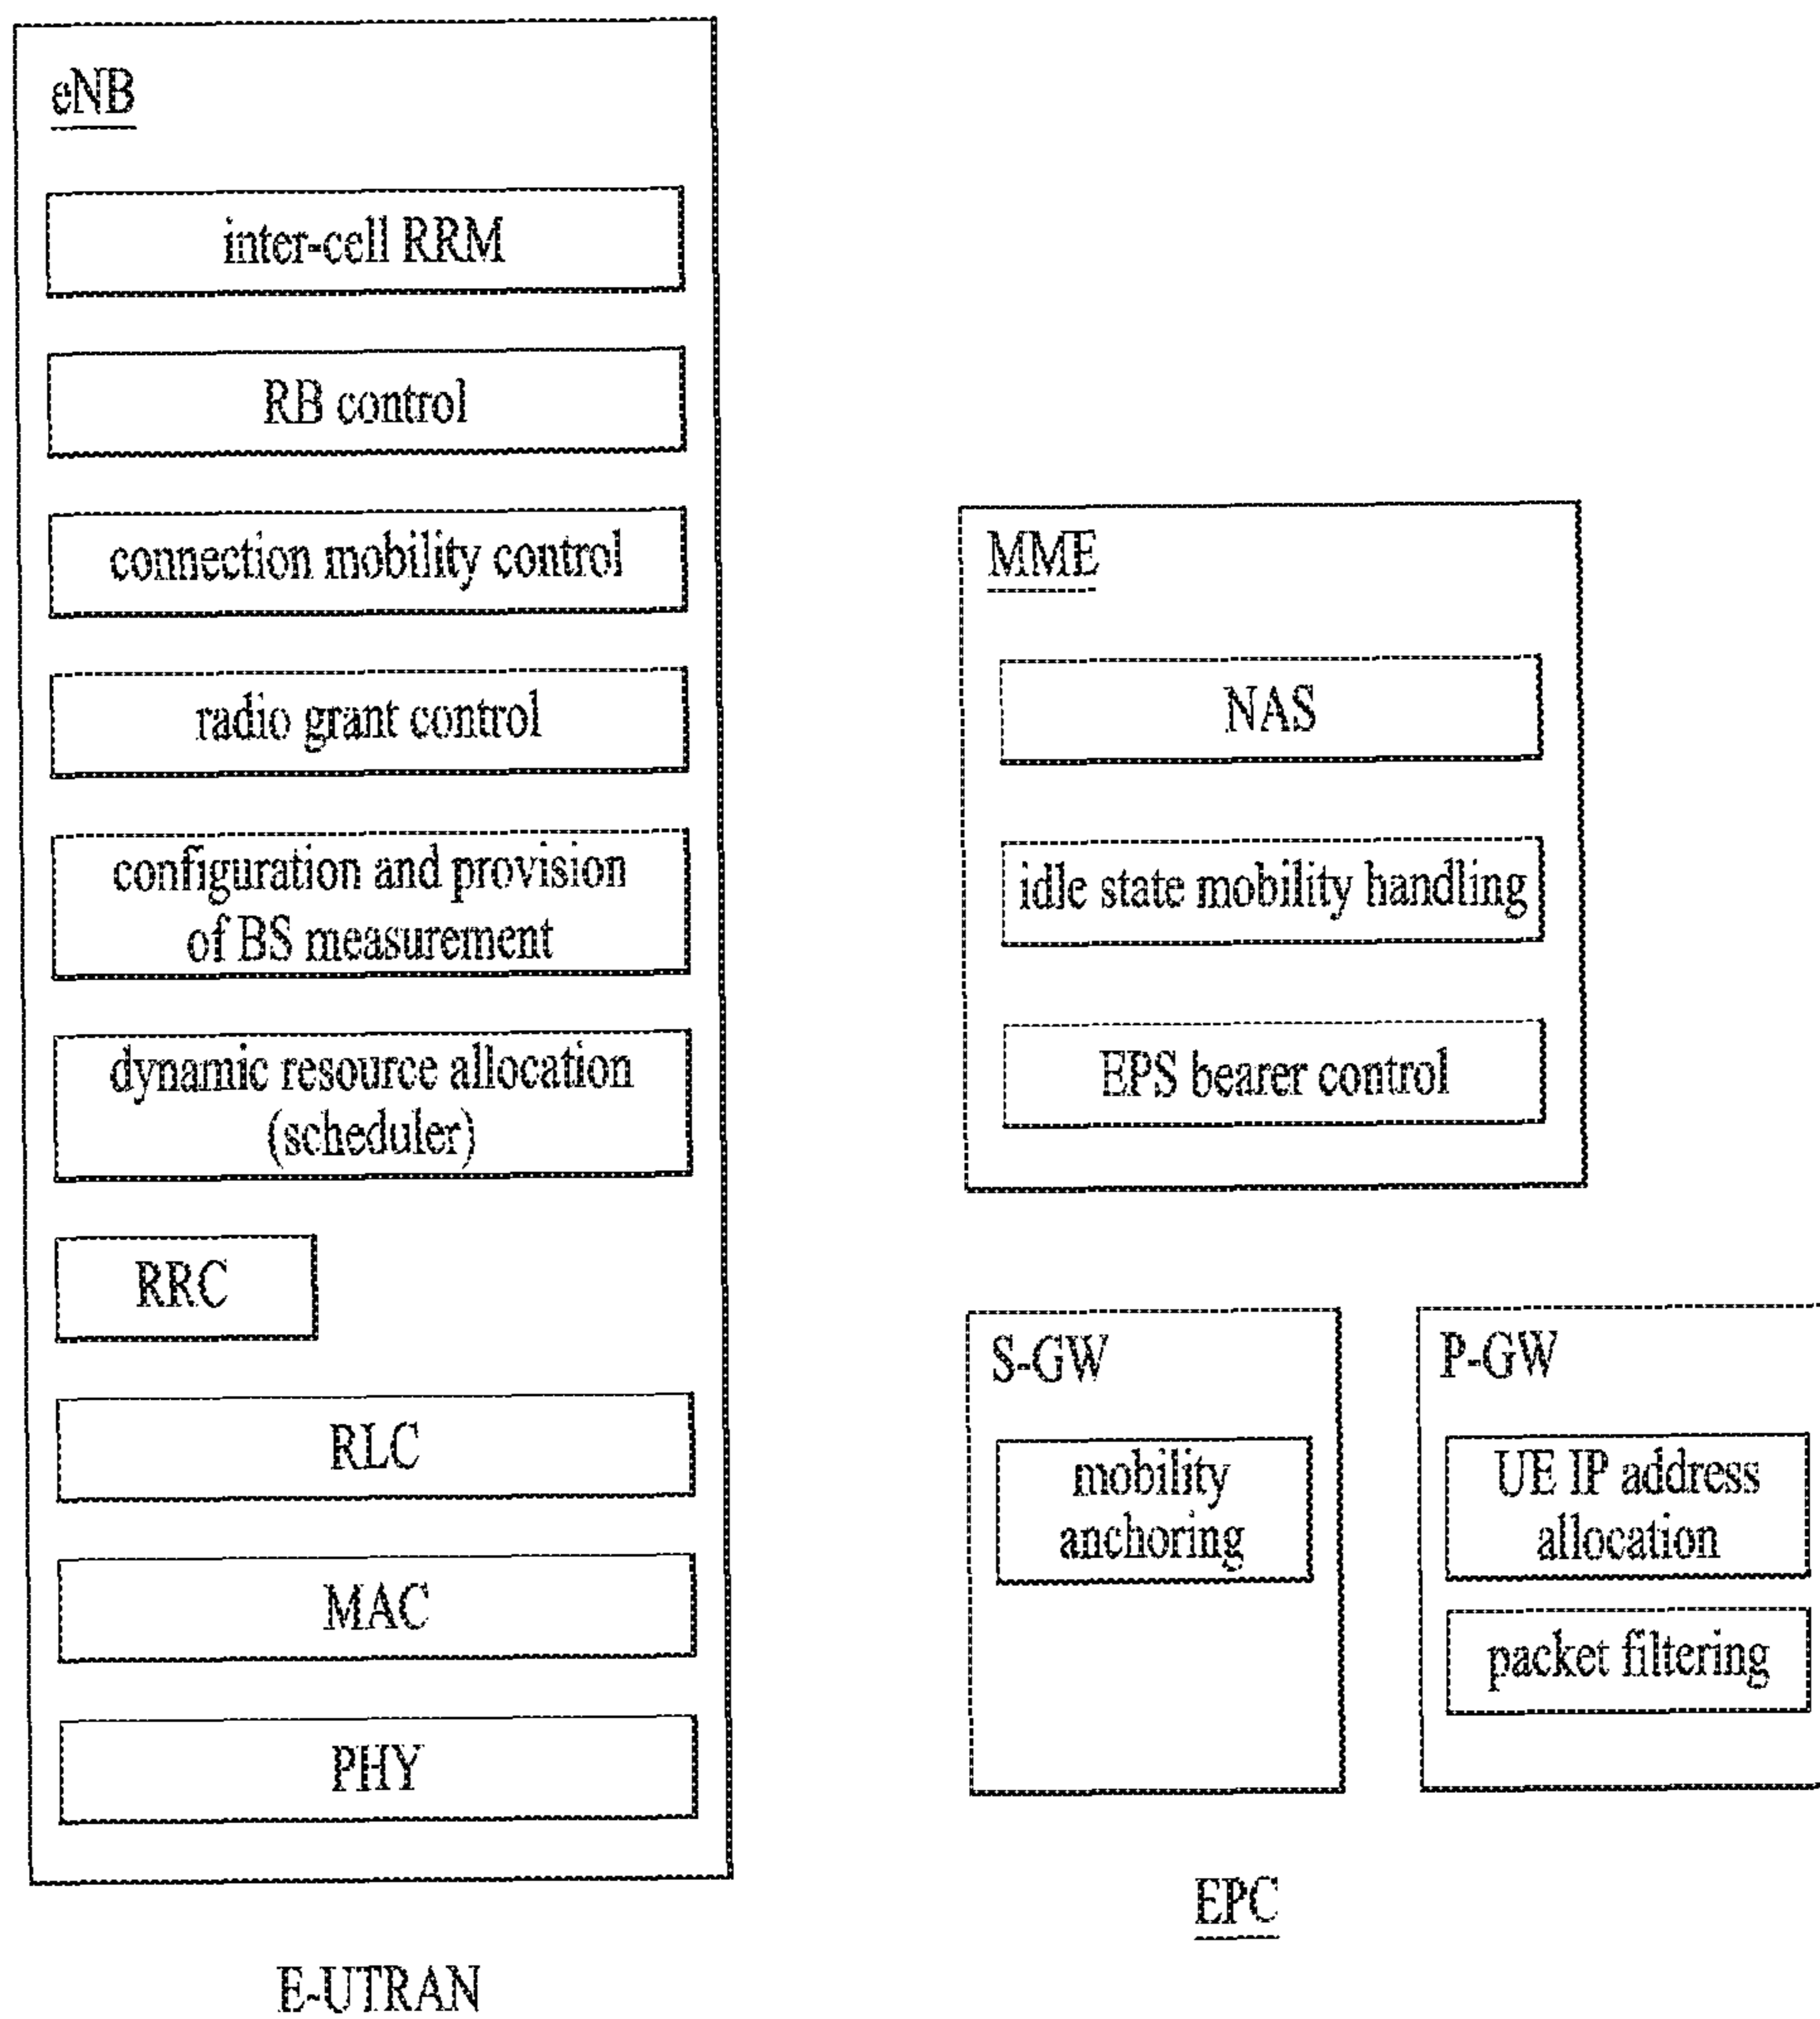 eNB
inter-cell RRM
RB control
connection mobility control
radio grant control
configuration and provision
of BS measurement
dynamic resource allocation
(scheduler)
RRC
RLC
MAC
PHY
E-UTRAN
MME
NAS
idle state mobility handling
EPS bearer control
S-GW
mobility
anchoring
P-GW
UE IP address
allocation
packet filtering
EPC